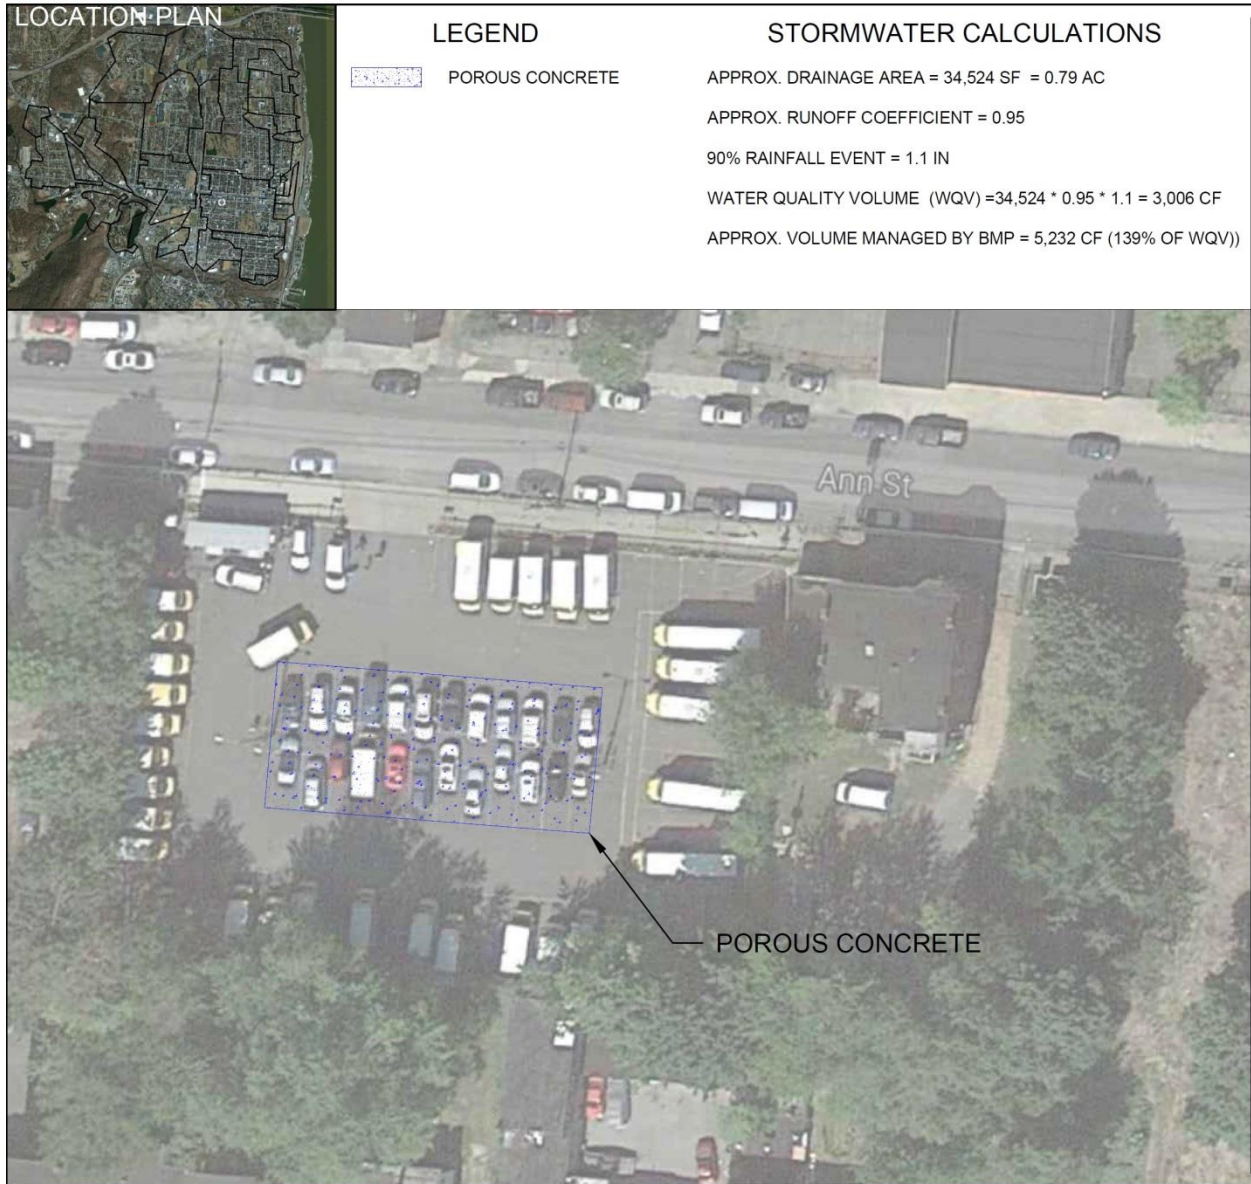 LOCATION PLAN
LEGEND
POROUS CONCRETE
STORMWATER CALCULATIONS
APPROX. DRAINAGE AREA = 34,524 SF = 0.79 AC
APPROX. RUNOFF COEFFICIENT = 0.95
90% RAINFALL EVENT = 1.1 IN
WATER QUALITY VOLUME (WQV) =34,524 * 0.95 * 1.1 = 3,006 CF
APPROX. VOLUME MANAGED BY BMP = 5,232 CF (139% OF WQV))
Ann St
POROUS CONCRETE